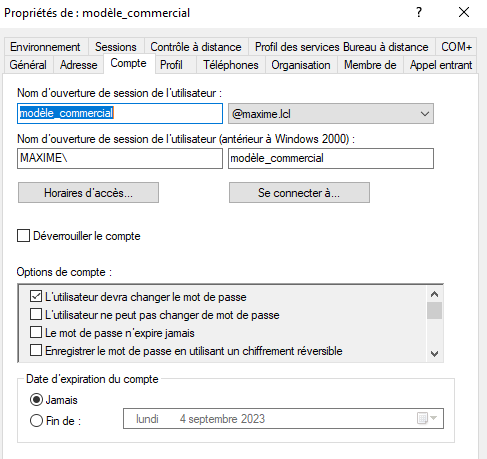 Propriétés de : modèle_commercial
Environnement Sessions Contrôle à distance Profil des services Bureau à distance COM+
Général Adresse Compte Profil Téléphones Organisation Membre de Appel entrant
Nom d'ouverture de session de l'utilisateur :
modèle_commercial @maxime.lcl
Nom d'ouverture de session de l'utilisateur (antérieur à Windows 2000) :
MAXIME\ modèle_commercial
Horaires d'accès... Se connecter à...
Déverrouiller le compte
Options de compte :
L'utilisateur devra changer le mot de passe
L'utilisateur ne peut pas changer de mot de passe
Le mot de passe n'expire jamais
Enregistrer le mot de passe en utilisant un chiffrement réversible
Date d'expiration du compte
Jamais
Fin de : lundi 4 septembre 2023